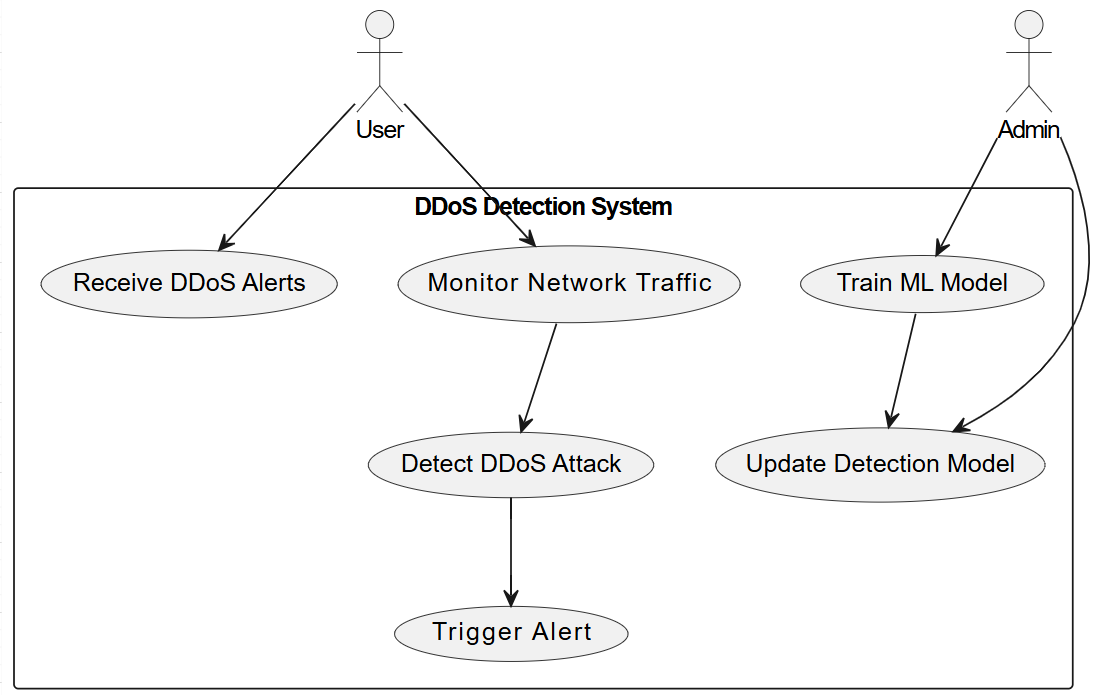 User
Admin
DDoS Detection System
Receive DDoS Alerts
Monitor Network Traffic
Train ML Model
Detect DDoS Attack
Update Detection Model
Trigger Alert